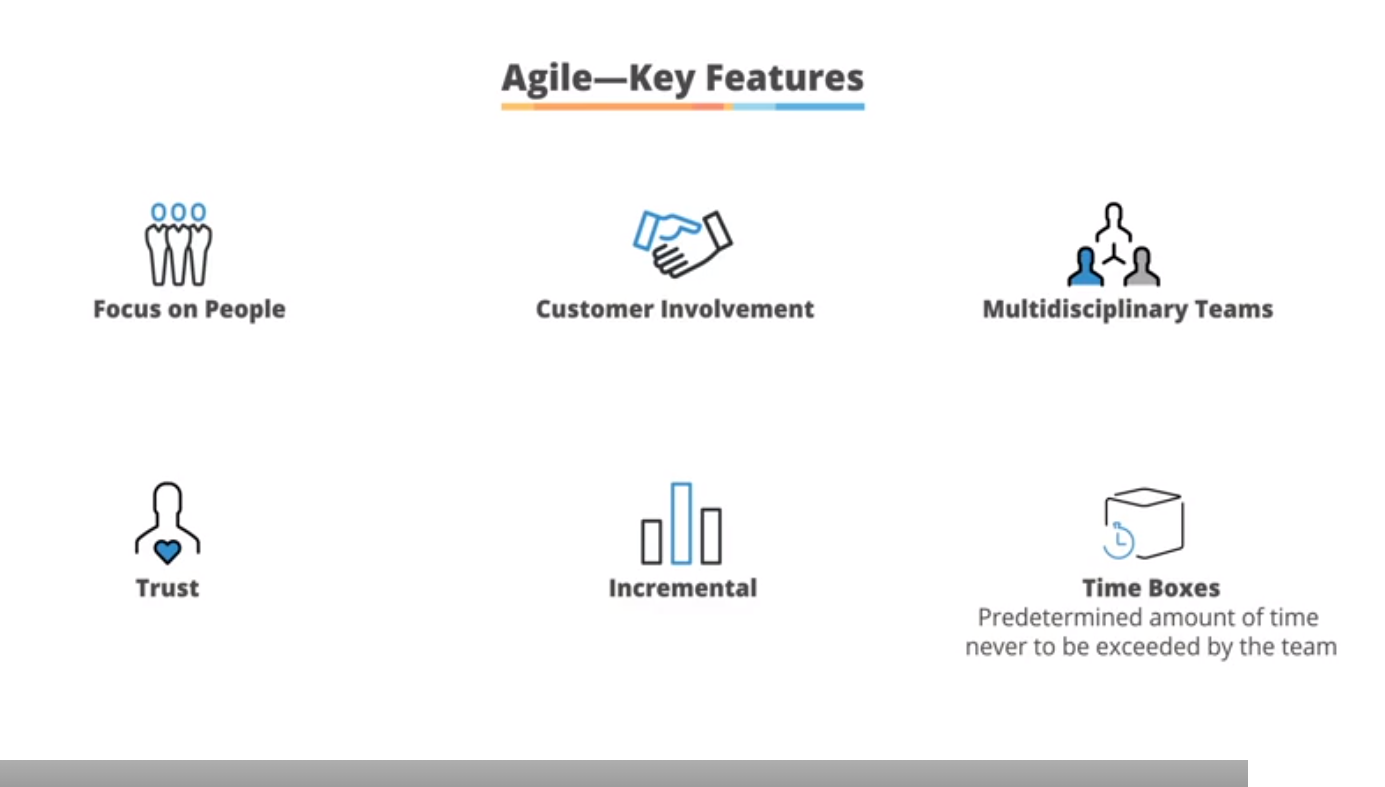 Agile—Key Features
Focus on People
Customer Involvement
Multidisciplinary Teams
Trust
Incremental
Time Boxes
Predetermined amount of time
never to be exceeded by the team